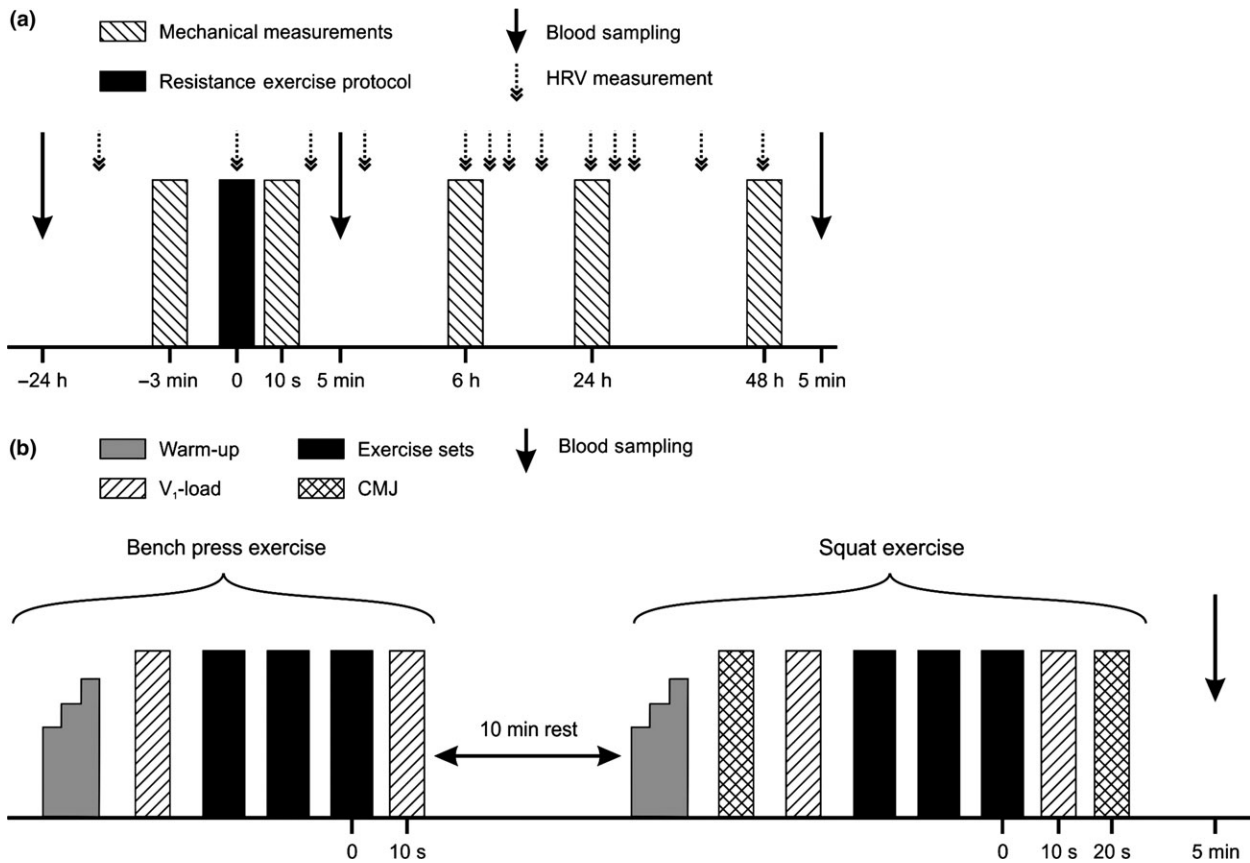 (a)
Mechanical measurements
Blood sampling
Resistance exercise protocol
HRV measurement
−24 h
−3 min
0
10 s
5 min
6 h
24 h
48 h
5 min
(b)
Warm-up
Exercise sets
Blood sampling
V₁-load
CMJ
Bench press exercise
Squat exercise
10 min rest
0
10 s
0
10 s
20 s
5 min